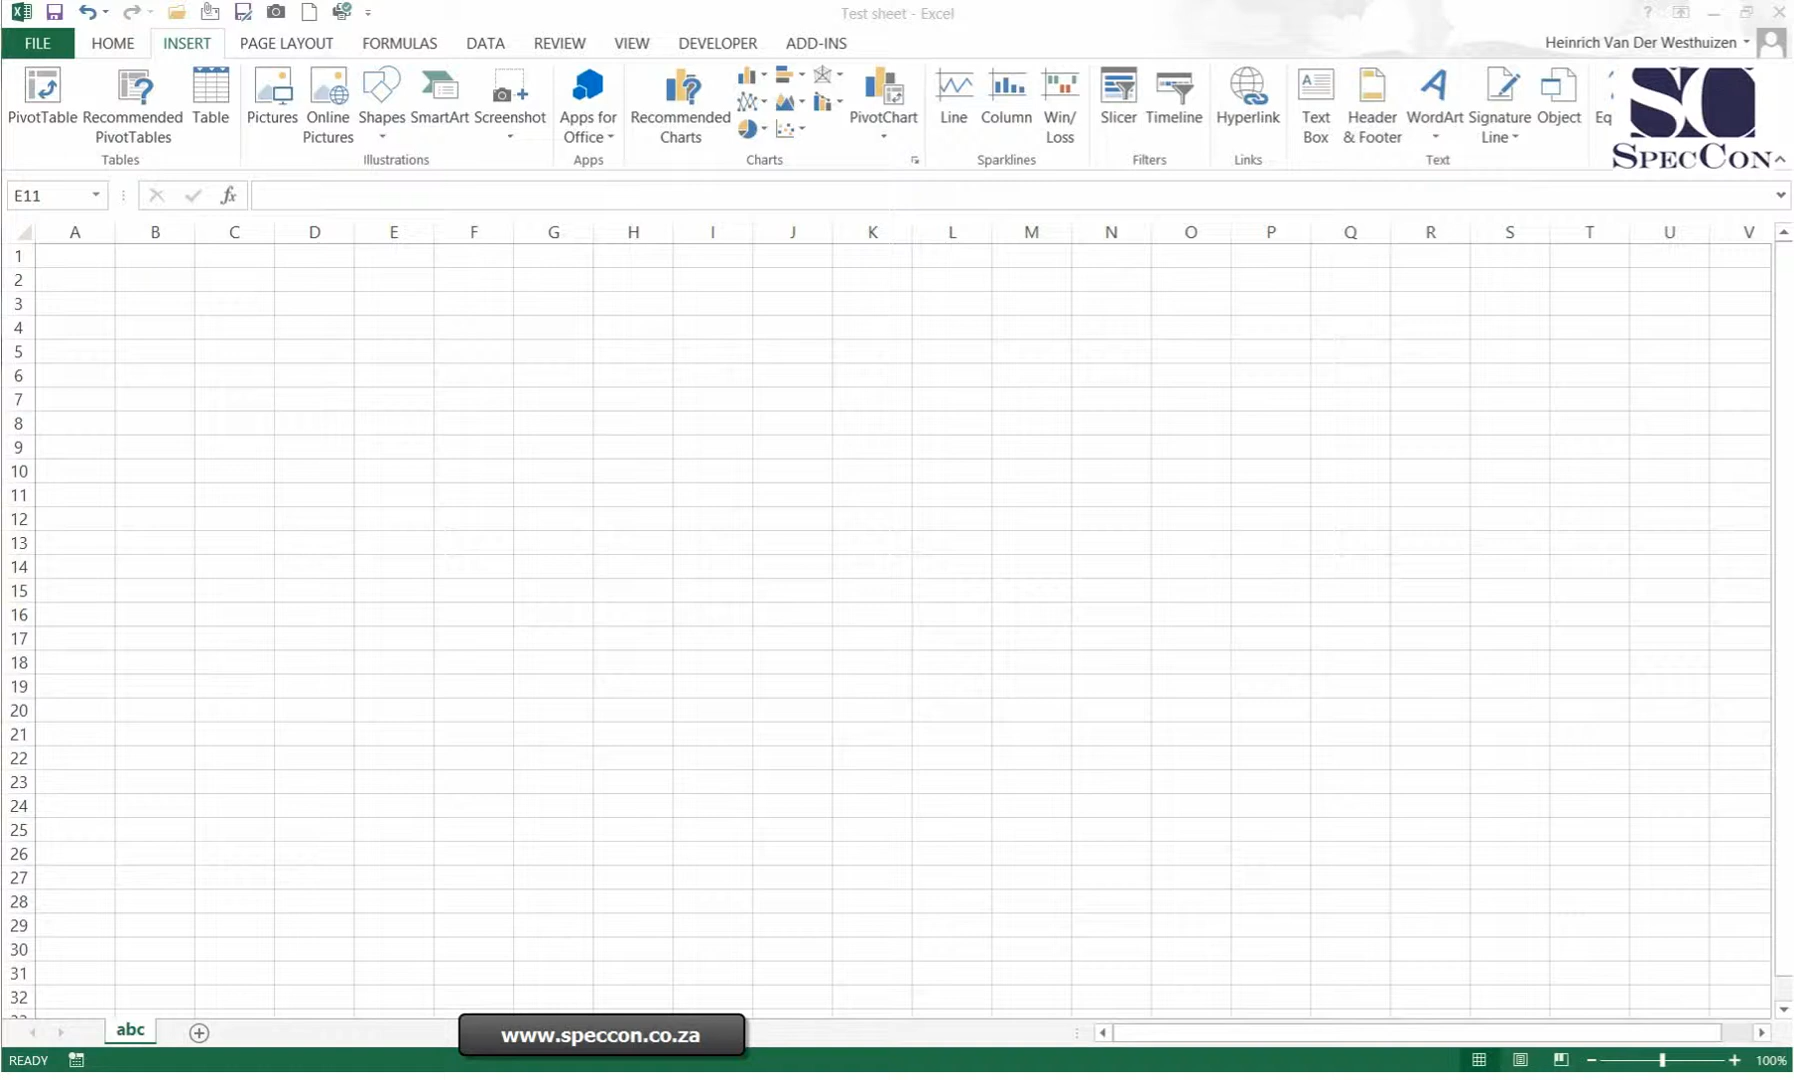 Test sheet - Excel
FILE HOME INSERT PAGE LAYOUT FORMULAS DATA REVIEW VIEW DEVELOPER ADD-INS
Heinrich Van Der Westhuizen
PivotTable
Recommended
PivotTables
Table
Tables
Pictures
Online
Pictures
Shapes
SmartArt
Screenshot
Illustrations
Apps for
Office
Apps
Recommended
Charts
PivotChart
Charts
Line
Column
Win/
Loss
Sparklines
Slicer
Timeline
Filters
Hyperlink
Links
Text
Box
Header
& Footer
WordArt
Signature
Line
Object
Text
Eq
SC
SPECCON
E11
fx
A B C D E F G H I J K L M N O P Q R S T U V
1
2
3
4
5
6
7
8
9
10
11
12
13
14
15
16
17
18
19
20
21
22
23
24
25
26
27
28
29
30
31
32
abc
www.speccon.co.za
READY
100%